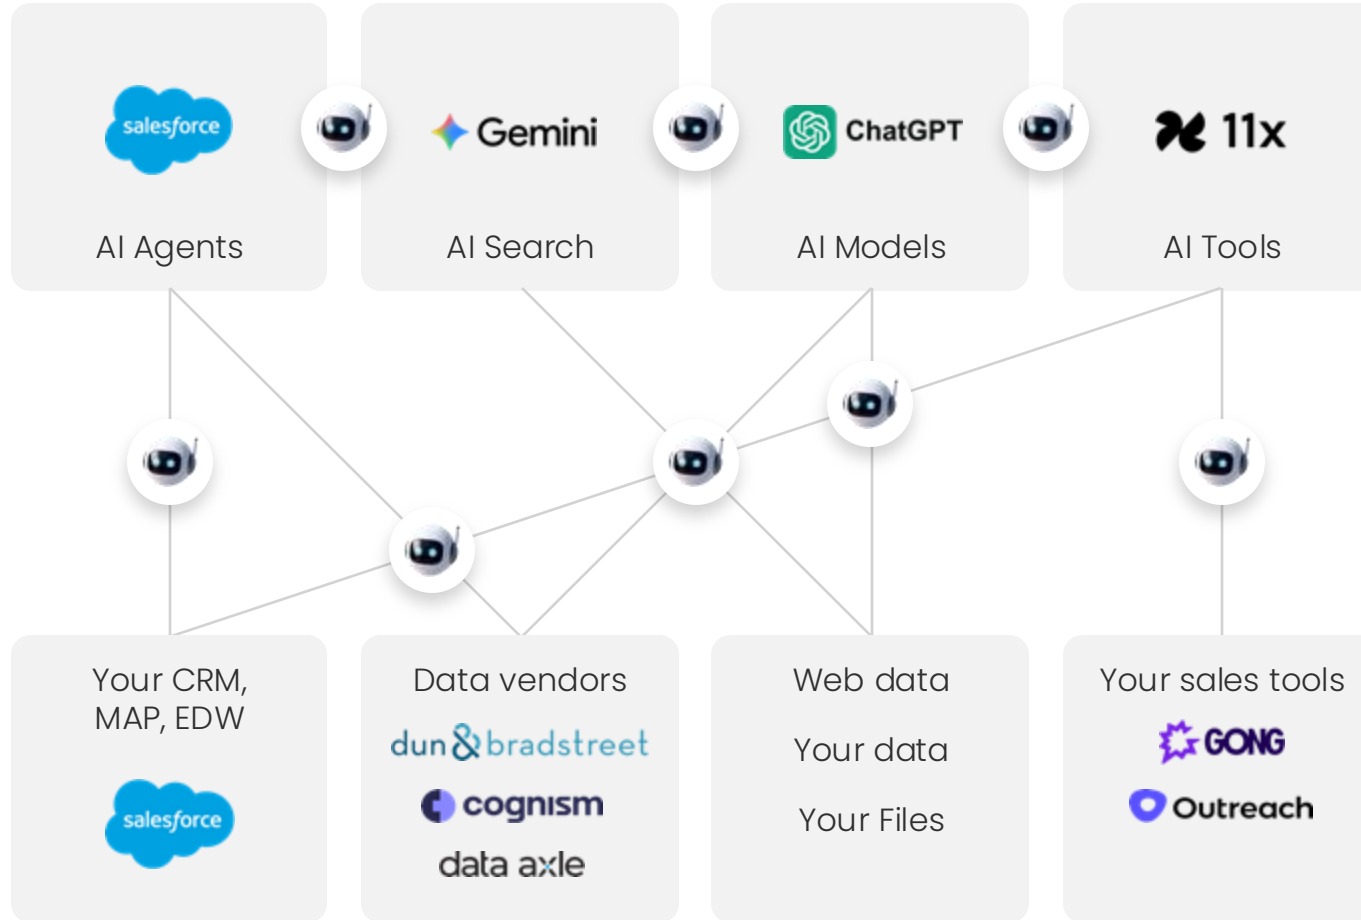 salesforce
Gemini
ChatGPT
11x
AI Agents
AI Search
AI Models
AI Tools
Your CRM,
MAP, EDW
salesforce
Data vendors
dun & bradstreet
cognism
data axle
Web data
Your data
Your Files
Your sales tools
GONG
Outreach